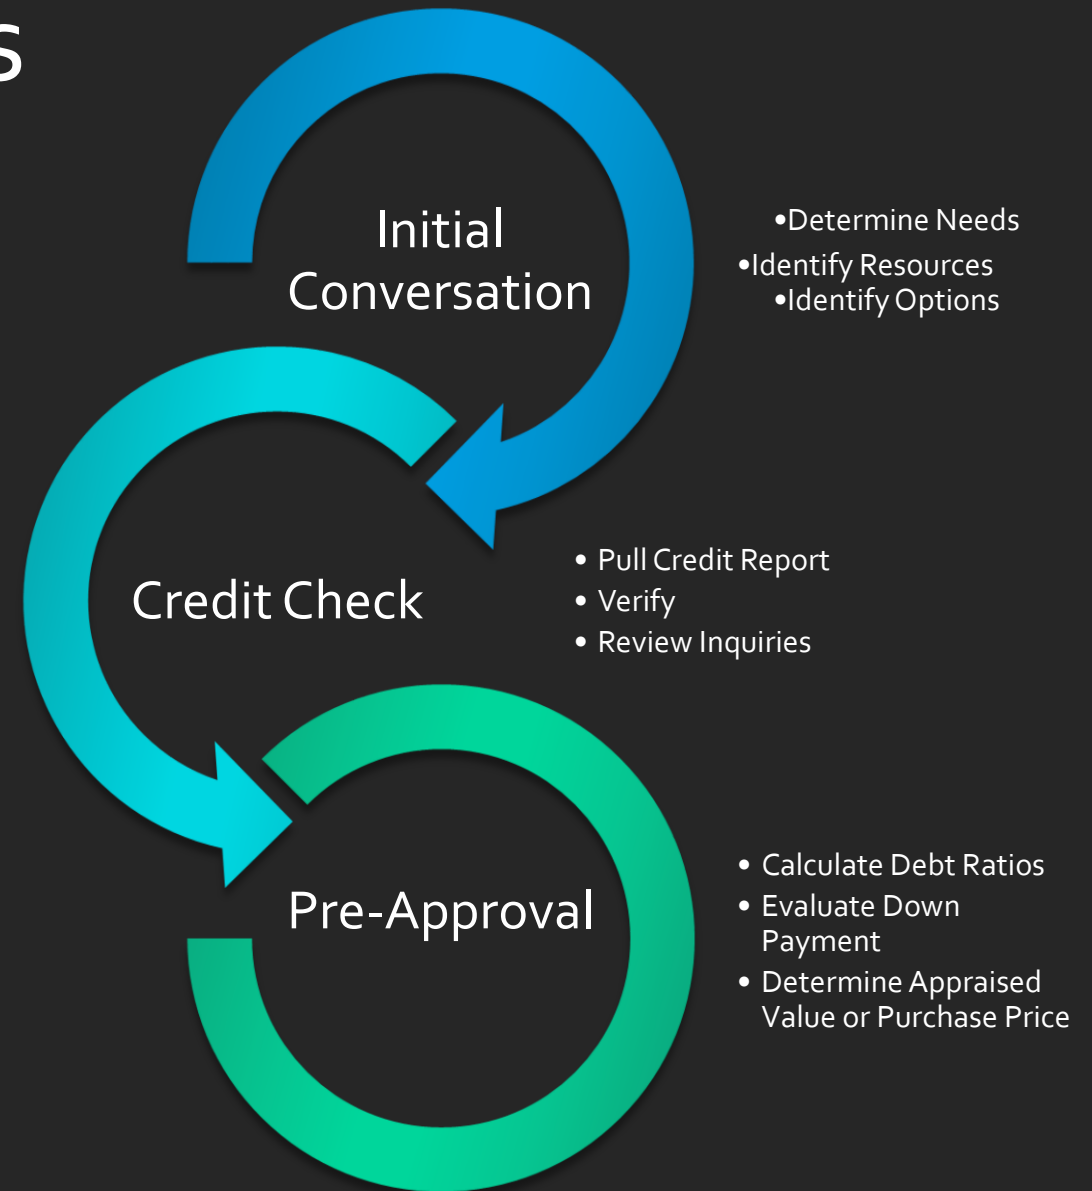 s
Initial
Conversation
•Determine Needs
•Identify Resources
•Identify Options
Credit Check
• Pull Credit Report
• Verify
• Review Inquiries
Pre-Approval
• Calculate Debt Ratios
• Evaluate Down
Payment
• Determine Appraised
Value or Purchase Price